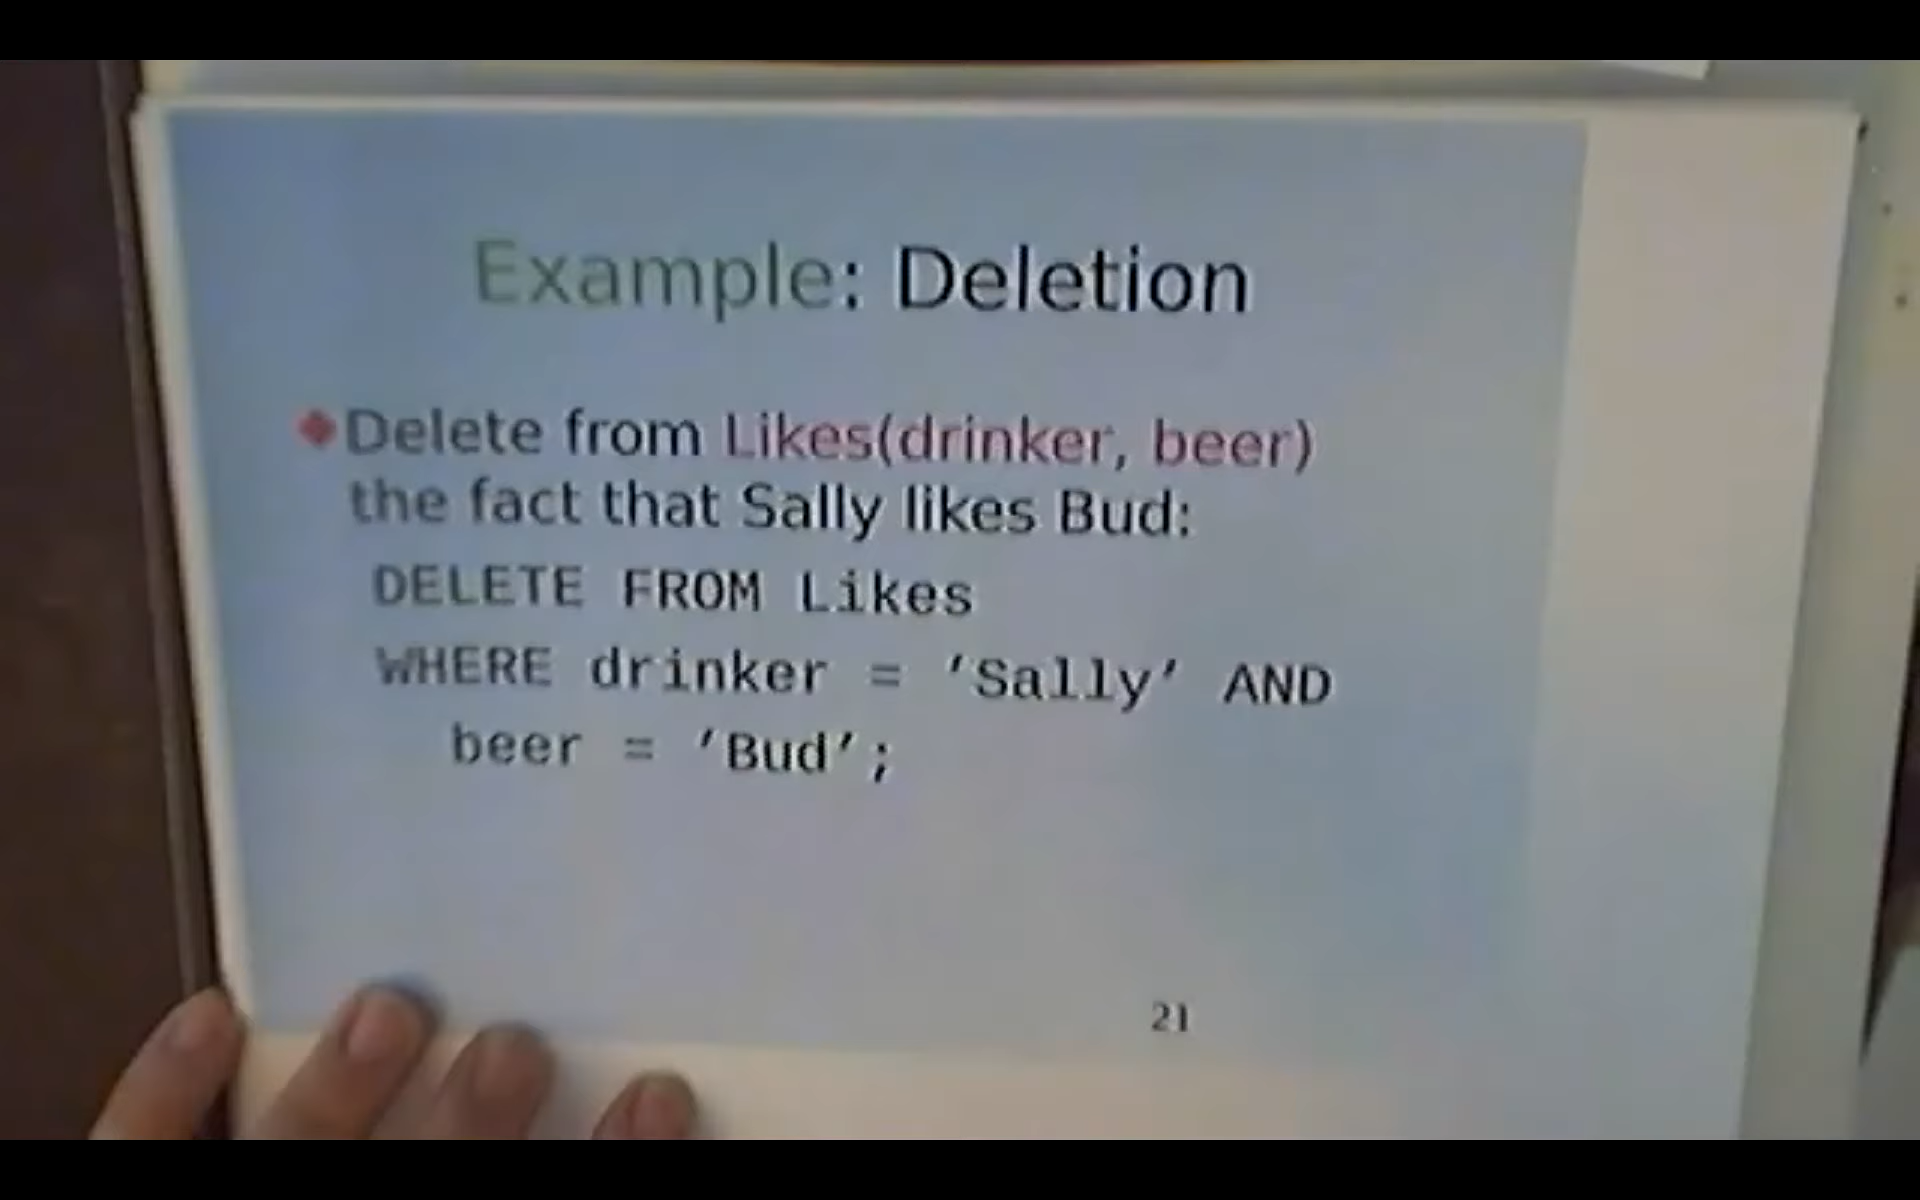 Example: Deletion
◆Delete from Likes(drinker, beer)
the fact that Sally likes Bud:
DELETE FROM Likes
WHERE drinker = ’Sally’ AND
beer = ’Bud’;
21